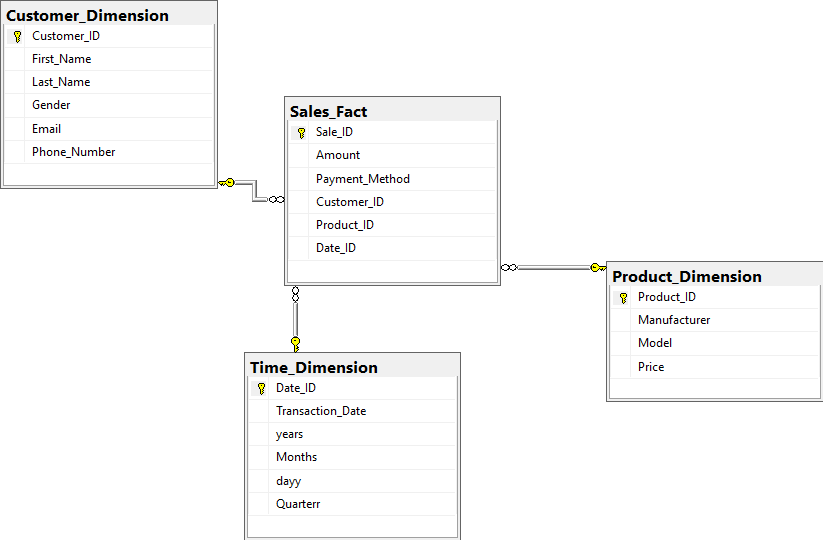 Customer_Dimension
Customer_ID
First_Name
Last_Name
Gender
Email
Phone_Number
Sales_Fact
Sale_ID
Amount
Payment_Method
Customer_ID
Product_ID
Date_ID
Product_Dimension
Product_ID
Manufacturer
Model
Price
Time_Dimension
Date_ID
Transaction_Date
years
Months
dayy
Quarterr